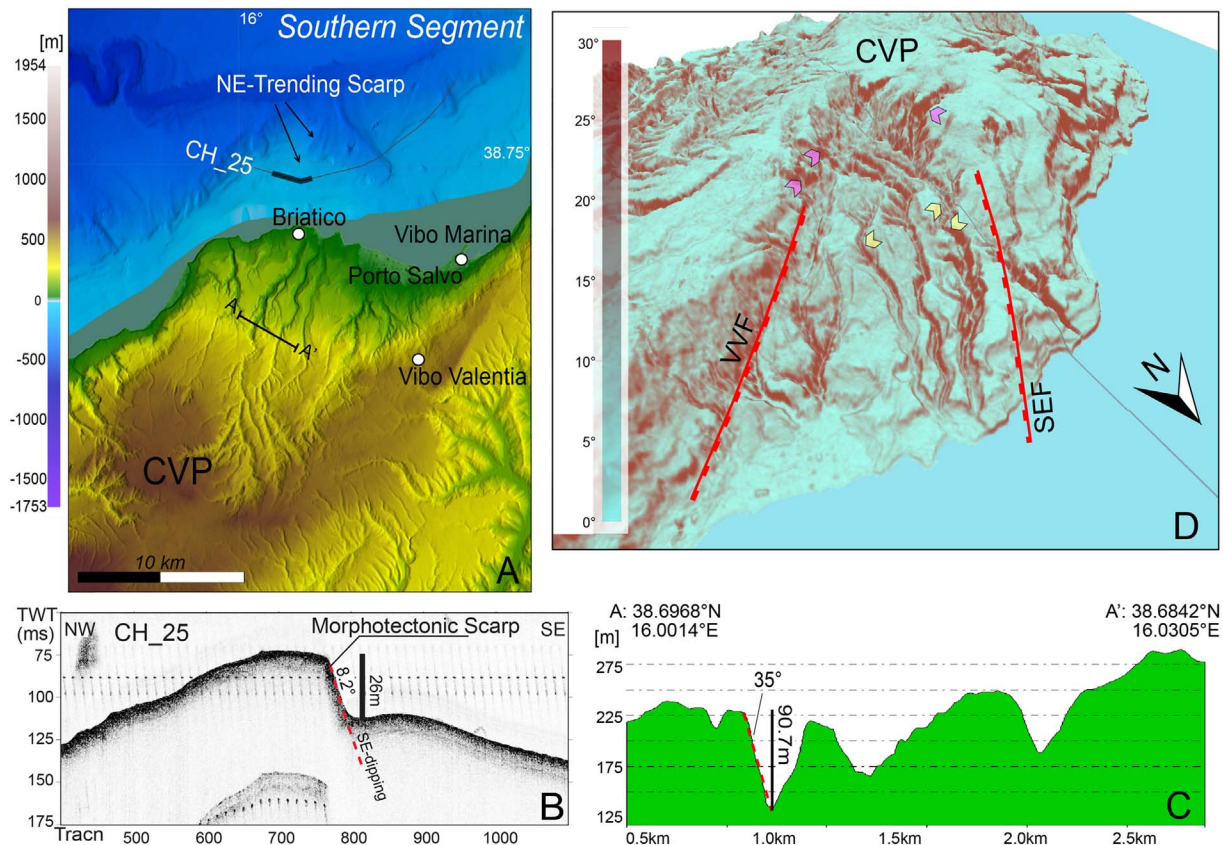 16°
Southern Segment
[m]
1954
1500
1000
500
0
-500
-1000
-1500
-1753
NE-Trending Scarp
CH_25
38.75°
Briatico
Vibo Marina
Porto Salvo
A
A'
Vibo Valentia
CVP
10 km
A
30°
25°
20°
15°
10°
5°
0°
CVP
VVF
SEF
N
D
TWT
(ms)
NW
CH_25
Morphotectonic Scarp
SE
75
100
125
150
175
8.2°
26m
SE-dipping
B
Tracn
500
600
700
800
900
1000
A: 38.6968°N
16.0014°E
A': 38.6842°N
16.0305°E
[m]
275
225
175
125
35°
90.7m
C
0.5km
1.0km
1.5km
2.0km
2.5km